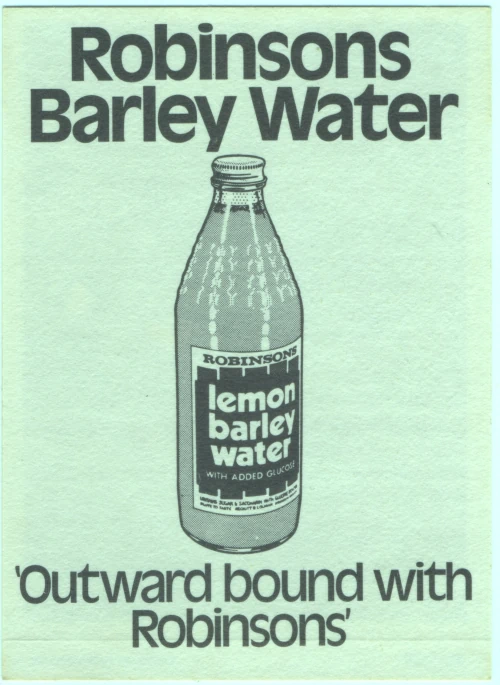 Robinsons
Barley Water
ROBINSONS
lemon
barley
water
WITH ADDED GLUCOSE
'Outward bound with
Robinsons'